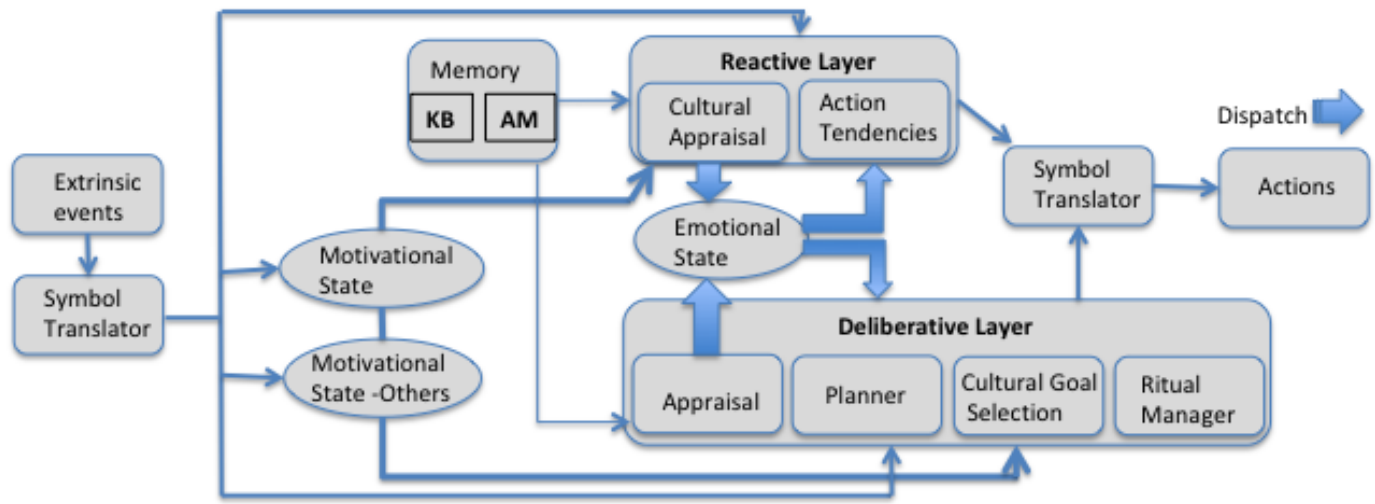 Memory
KB
AM
Reactive Layer
Cultural
Appraisal
Action
Tendencies
Dispatch
Extrinsic
events
Symbol
Translator
Actions
Motivational
State
Emotional
State
Symbol
Translator
Motivational
State -Others
Deliberative Layer
Appraisal
Planner
Cultural Goal
Selection
Ritual
Manager